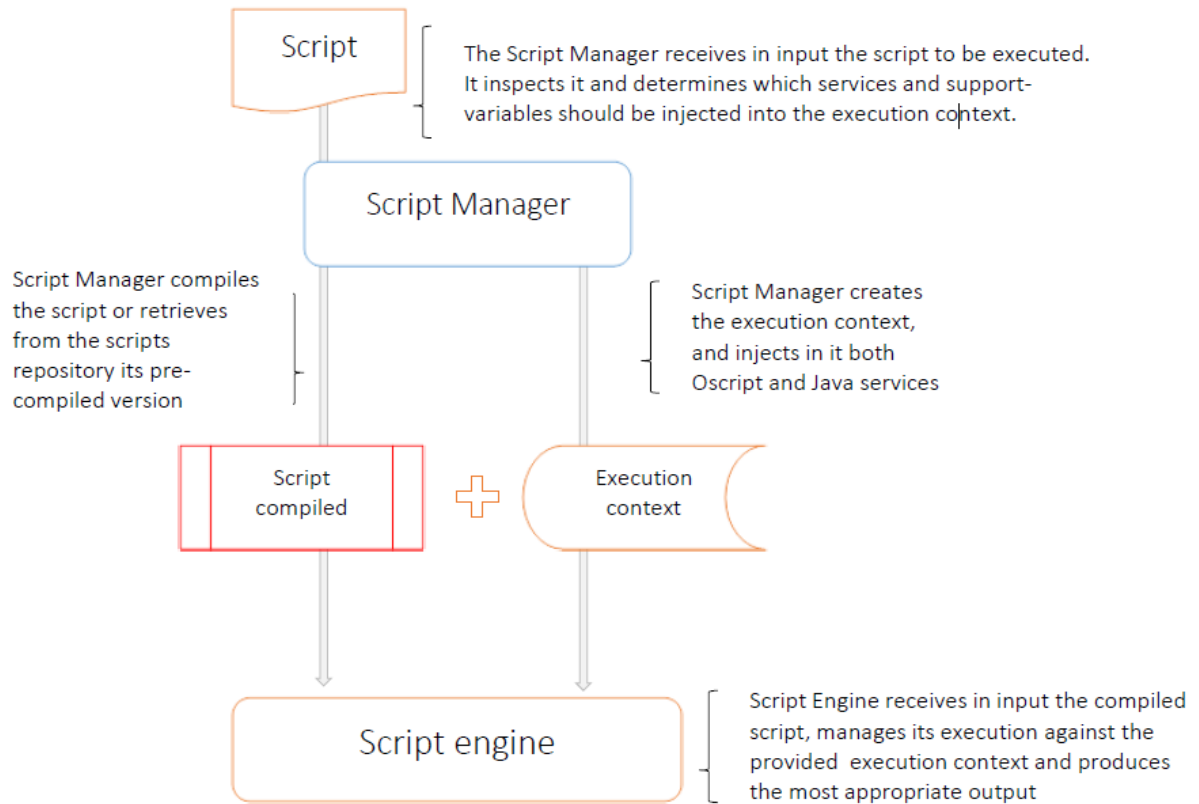 Script
The Script Manager receives in input the script to be executed.
It inspects it and determines which services and support-
variables should be injected into the execution context.
Script Manager
Script Manager compiles
the script or retrieves
from the scripts
repository its pre-
compiled version
Script Manager creates
the execution context,
and injects in it both
Oscript and Java services
Script
compiled
Execution
context
Script engine
Script Engine receives in input the compiled
script, manages its execution against the
provided execution context and produces
the most appropriate output